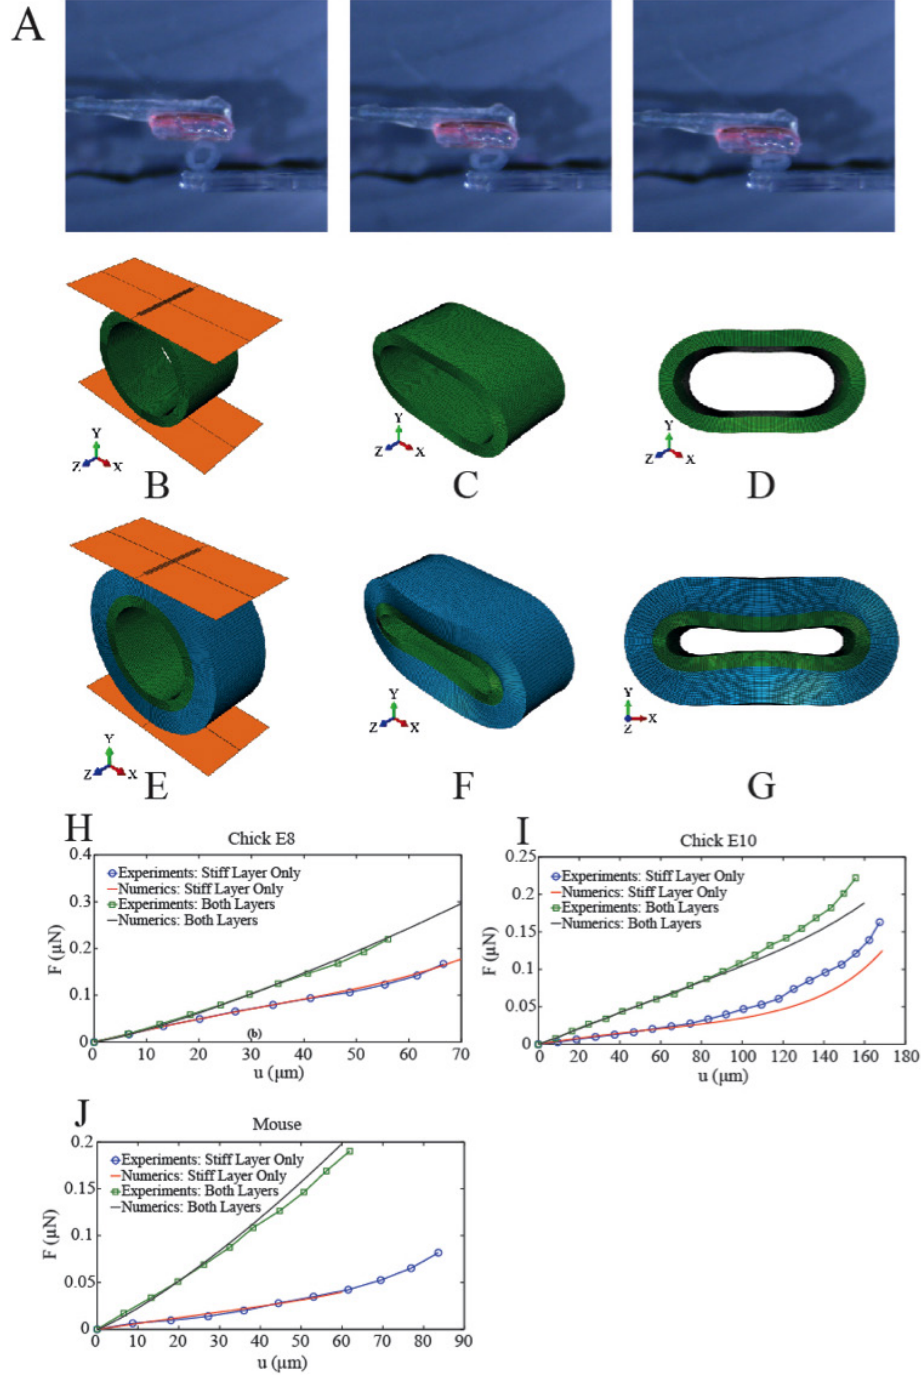 A
Y
Z
X
B
Y
Z
X
C
Y
Z
X
D
Y
Z
X
E
Y
Z
X
F
Y
X
Z
G
H
Chick E8
0.4
0.3
0.2
0.1
0
F (µN)
Experiments: Stiff Layer Only
Numerics: Stiff Layer Only
Experiments: Both Layers
Numerics: Both Layers
(b)
0 10 20 30 40 50 60 70
u (µm)
I
Chick E10
0.25
0.2
0.15
0.1
0.05
0
F (µN)
Experiments: Stiff Layer Only
Numerics: Stiff Layer Only
Experiments: Both Layers
Numerics: Both Layers
0 20 40 60 80 100 120 140 160 180
u (µm)
J
Mouse
0.2
0.15
0.1
0.05
0
F (µN)
Experiments: Stiff Layer Only
Numerics: Stiff Layer Only
Experiments: Both Layers
Numerics: Both Layers
0 10 20 30 40 50 60 70 80 90
u (µm)